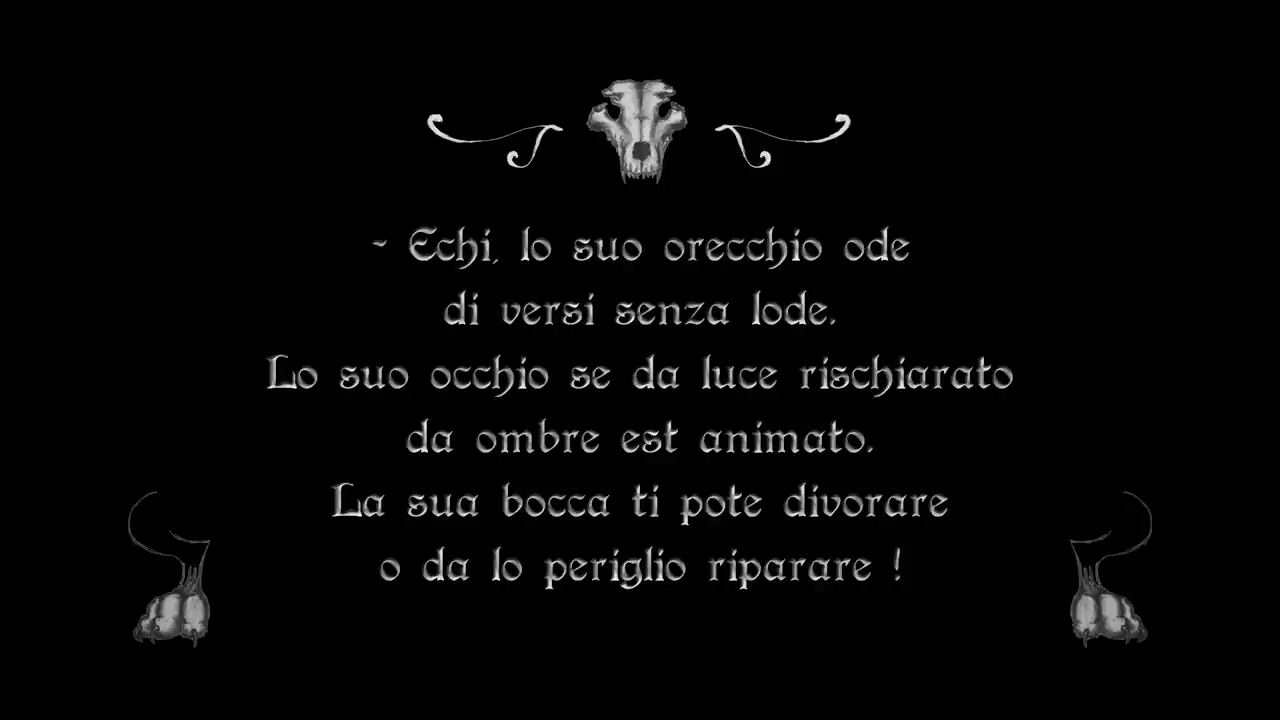 - Echi, lo suo orecchio ode
di versi senza lode.
Lo suo occhio se da luce rischiarato
da ombre est animato.
La sua bocca ti pote divorare
o da lo periglio riparare !